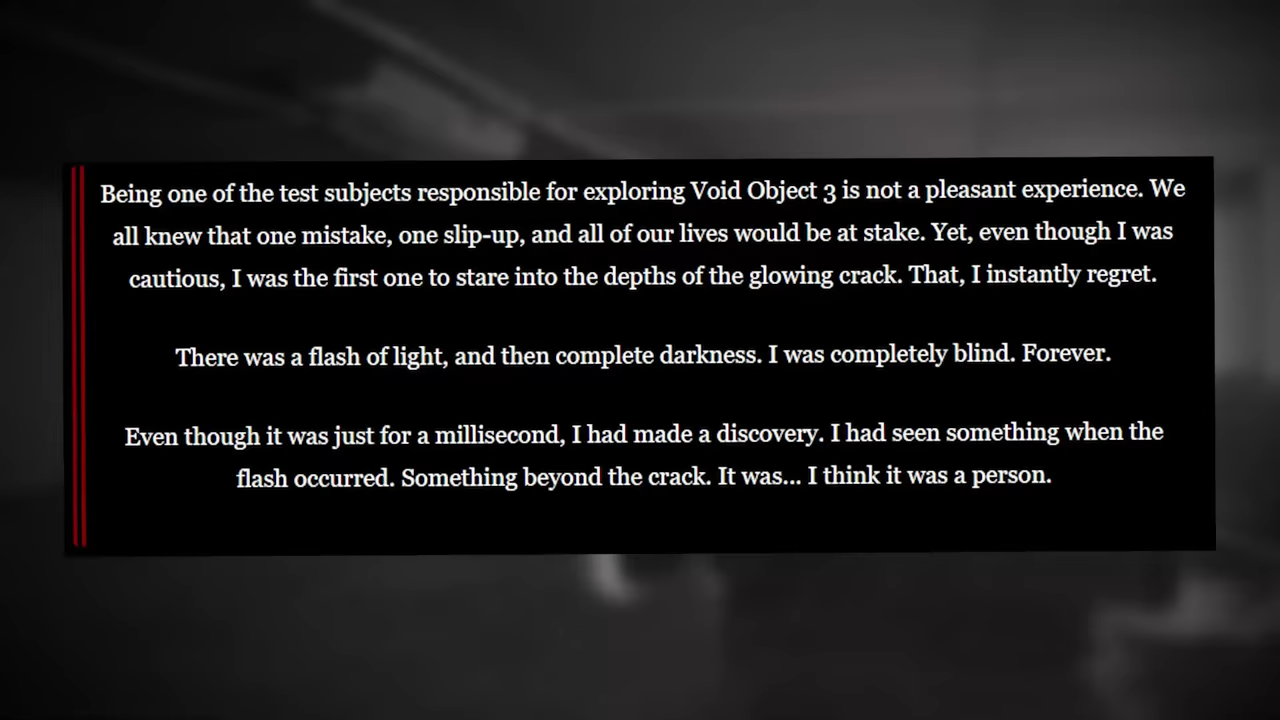 Being one of the test subjects responsible for exploring Void Object 3 is not a pleasant experience. We
all knew that one mistake, one slip-up, and all of our lives would be at stake. Yet, even though I was
cautious, I was the first one to stare into the depths of the glowing crack. That, I instantly regret.
There was a flash of light, and then complete darkness. I was completely blind. Forever.
Even though it was just for a millisecond, I had made a discovery. I had seen something when the
flash occurred. Something beyond the crack. It was... I think it was a person.